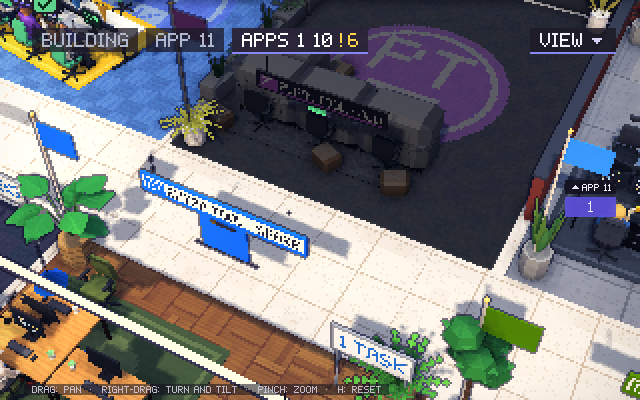 BUILDING APP 11 APPS 1 10 !6
VIEW
PT
APP 11
1
1 TASK
DRAG: PAN · RIGHT-DRAG: TURN AND TILT · PINCH: ZOOM · H: RESET